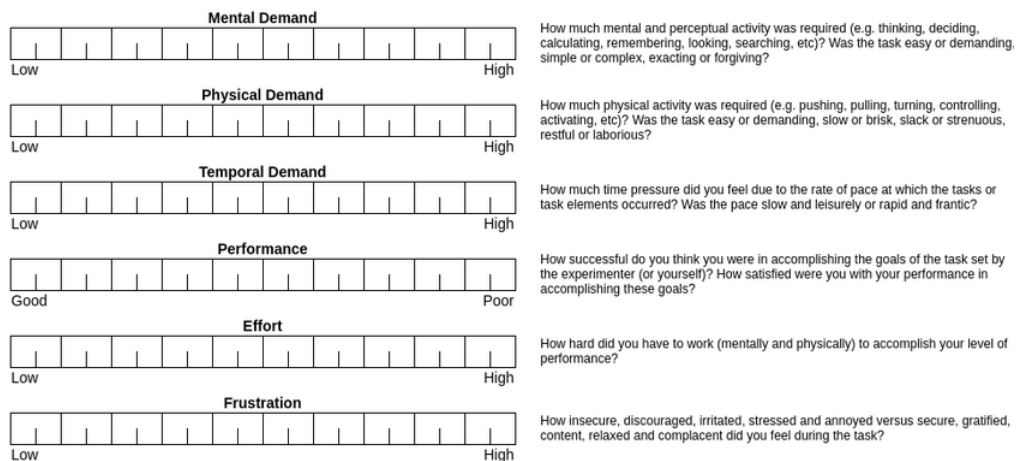 Mental Demand
Low High
How much mental and perceptual activity was required (e.g. thinking, deciding,
calculating, remembering, looking, searching, etc)? Was the task easy or demanding,
simple or complex, exacting or forgiving?
Physical Demand
Low High
How much physical activity was required (e.g. pushing, pulling, turning, controlling,
activating, etc)? Was the task easy or demanding, slow or brisk, slack or strenuous,
restful or laborious?
Temporal Demand
Low High
How much time pressure did you feel due to the rate of pace at which the tasks or
task elements occurred? Was the pace slow and leisurely or rapid and frantic?
Performance
Good Poor
How successful do you think you were in accomplishing the goals of the task set by
the experimenter (or yourself)? How satisfied were you with your performance in
accomplishing these goals?
Effort
Low High
How hard did you have to work (mentally and physically) to accomplish your level of
performance?
Frustration
Low High
How insecure, discouraged, irritated, stressed and annoyed versus secure, gratified,
content, relaxed and complacent did you feel during the task?